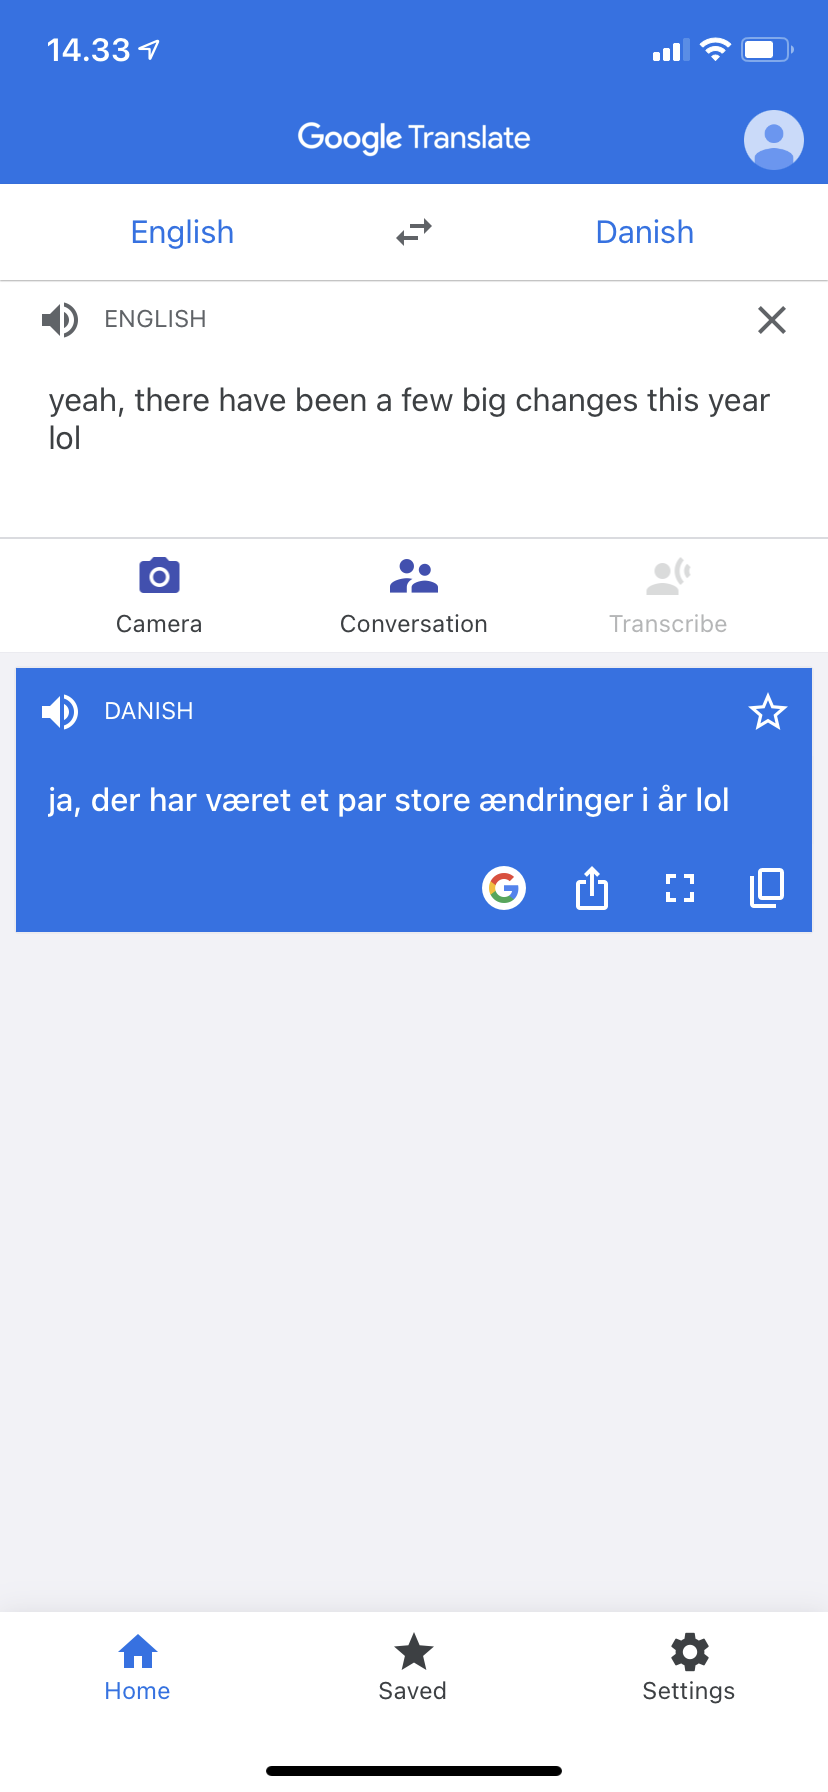 14.33
Google Translate
English
Danish
ENGLISH
yeah, there have been a few big changes this year
lol
Camera
Conversation
Transcribe
DANISH
ja, der har været et par store ændringer i år lol
G
Home
Saved
Settings